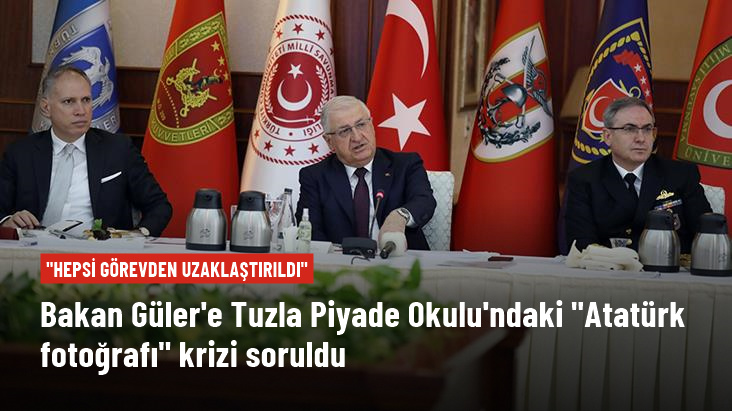 "HEPSİ GÖREVDEN UZAKLAŞTIRILDI"
Bakan Güler'e Tuzla Piyade Okulu'ndaki "Atatürk
fotoğrafı" krizi soruldu